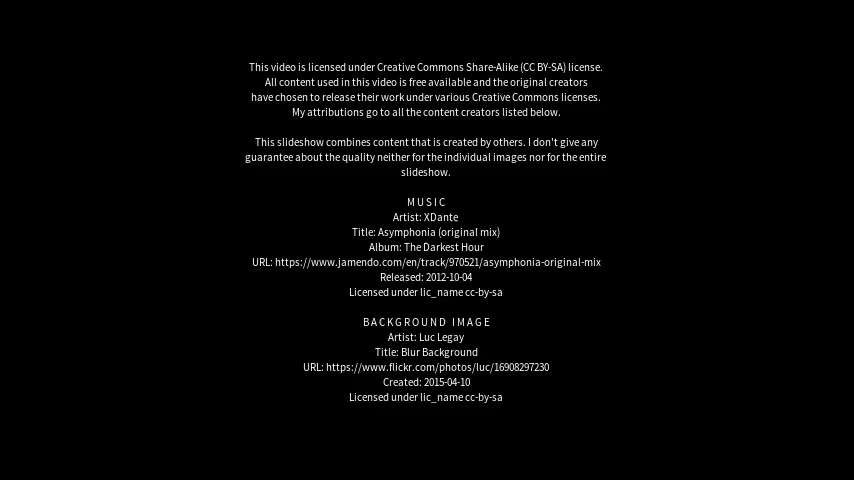 This video is licensed under Creative Commons Share-Alike (CC BY-SA) license.
All content used in this video is free available and the original creators
have chosen to release their work under various Creative Commons licenses.
My attributions go to all the content creators listed below.
This slideshow combines content that is created by others. I don't give any
guarantee about the quality neither for the individual images nor for the entire
slideshow.
MUSIC
Artist: XDante
Title: Asymphonia (original mix)
Album: The Darkest Hour
URL: https://www.jamendo.com/en/track/970521/asymphonia-original-mix
Released: 2012-10-04
Licensed under lic_name cc-by-sa
BACKGROUND IMAGE
Artist: Luc Legay
Title: Blur Background
URL: https://www.flickr.com/photos/luc/16908297230
Created: 2015-04-10
Licensed under lic_name cc-by-sa